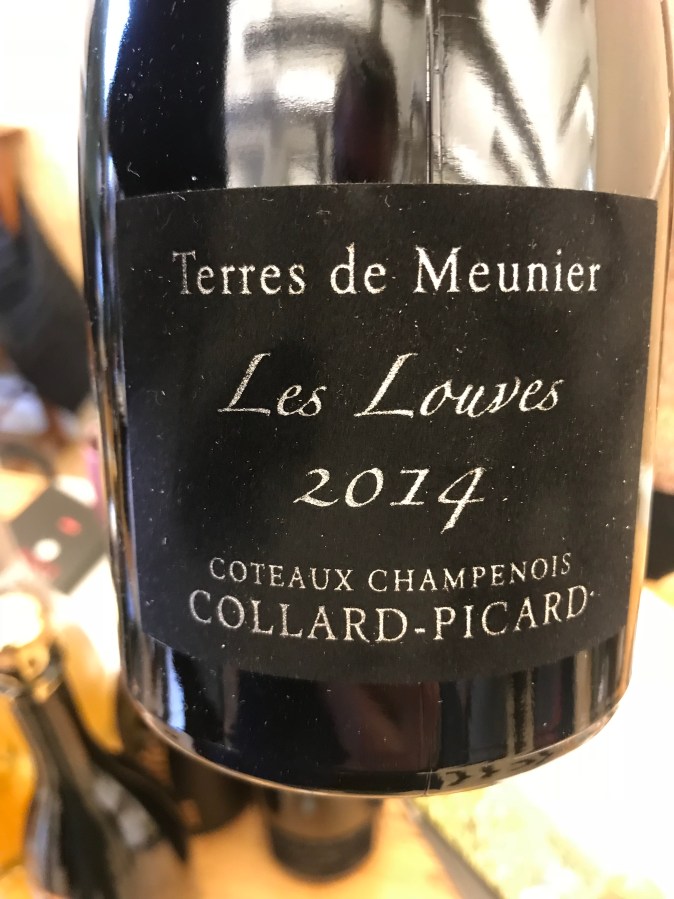 Terres de Meunier
Les Louves
2014
COTEAUX CHAMPENOIS
COLLARD-PICARD